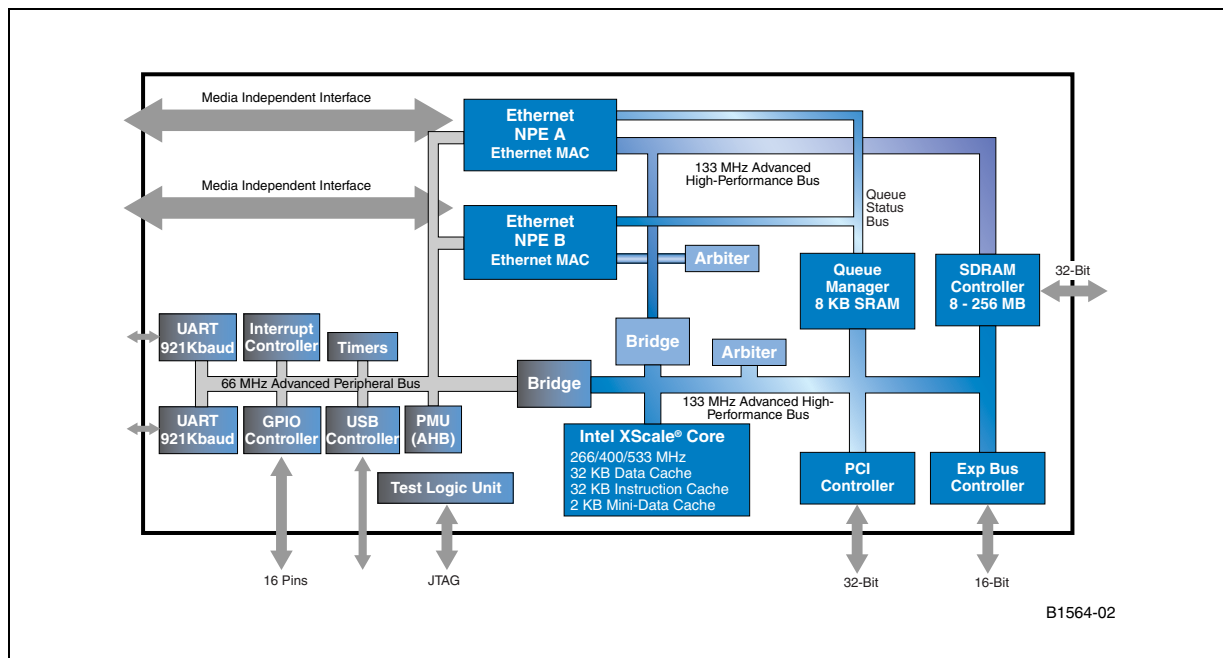 Media Independent Interface
Ethernet
NPE A
Ethernet MAC
133 MHz Advanced
High-Performance Bus
Media Independent Interface
Queue
Status
Bus
Ethernet
NPE B
Ethernet MAC
Arbiter
Queue
Manager
8 KB SRAM
SDRAM
Controller
8 - 256 MB
32-Bit
UART
921Kbaud
Interrupt
Controller
Timers
Bridge
Arbiter
66 MHz Advanced Peripheral Bus
Bridge
133 MHz Advanced High-
Performance Bus
UART
921Kbaud
GPIO
Controller
USB
Controller
PMU
(AHB)
Intel XScale® Core
266/400/533 MHz
32 KB Data Cache
32 KB Instruction Cache
2 KB Mini-Data Cache
PCI
Controller
Exp Bus
Controller
Test Logic Unit
16 Pins
JTAG
32-Bit
16-Bit
B1564-02